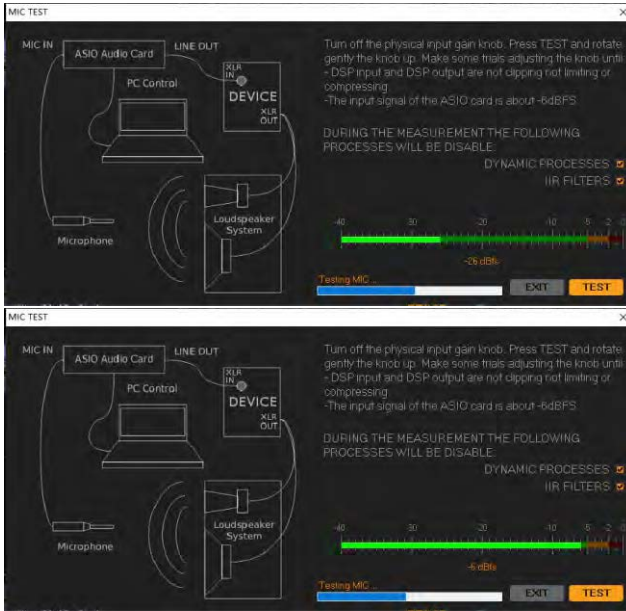 MIC TEST
MIC IN
ASIO Audio Card
LINE OUT
XLR
IN
PC Control
DEVICE
XLR
OUT
Loudspeaker
System
Microphone
Turn off the physical input gain knob. Press TEST and rotate
gently the knob up. Make some trials adjusting the knob until
- DSP input and DSP output are not clipping not limiting or
compressing
-The input signal of the ASIO card is about -6dBFS.
DURING THE MEASUREMENT THE FOLLOWING
PROCESSES WILL BE DISABLE:
DYNAMIC PROCESSES
IIR FILTERS
-40 -30 -20 -10 -5 -2 0
-26 dBfs
Testing MIC ...
EXIT TEST
MIC TEST
MIC IN
ASIO Audio Card
LINE OUT
XLR
IN
PC Control
DEVICE
XLR
OUT
Loudspeaker
System
Microphone
Turn off the physical input gain knob. Press TEST and rotate
gently the knob up. Make some trials adjusting the knob until
- DSP input and DSP output are not clipping not limiting or
compressing
-The input signal of the ASIO card is about -6dBFS.
DURING THE MEASUREMENT THE FOLLOWING
PROCESSES WILL BE DISABLE:
DYNAMIC PROCESSES
IIR FILTERS
-40 -30 -20 -10 -5 -2 0
-6 dBfs
Testing MIC ...
EXIT TEST